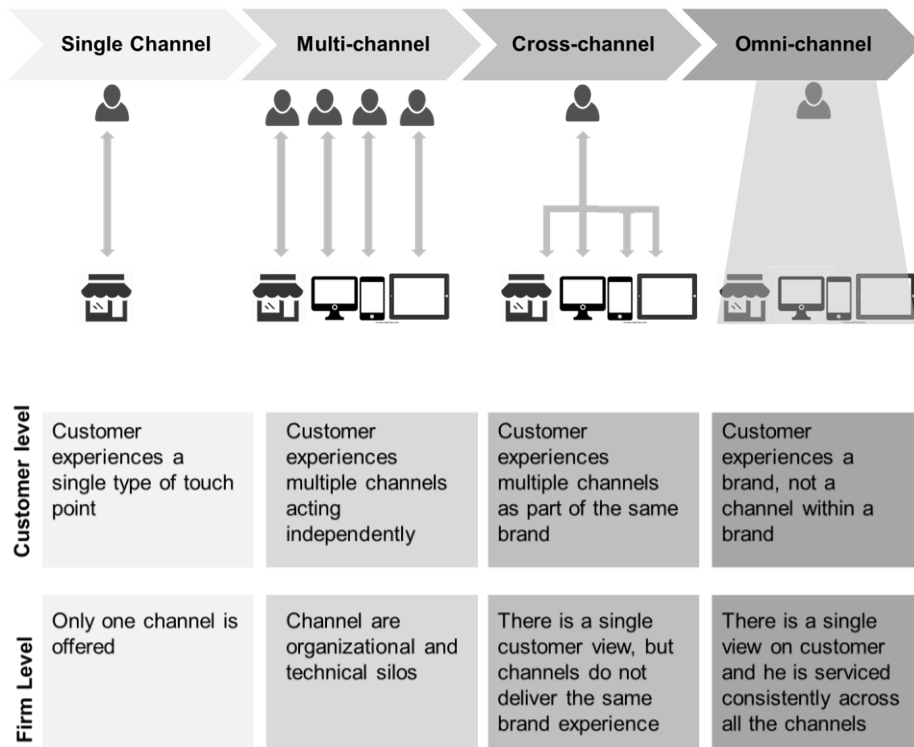 Single Channel
Multi-channel
Cross-channel
Omni-channel
Customer level
Customer
experiences a
single type of touch
point
Customer
experiences
multiple channels
acting
independently
Customer
experiences
multiple channels
as part of the same
brand
Customer
experiences a
brand, not a
channel within a
brand
Firm Level
Only one channel is
offered
Channel are
organizational and
technical silos
There is a single
customer view, but
channels do not
deliver the same
brand experience
There is a single
view on customer
and he is serviced
consistently across
all the channels